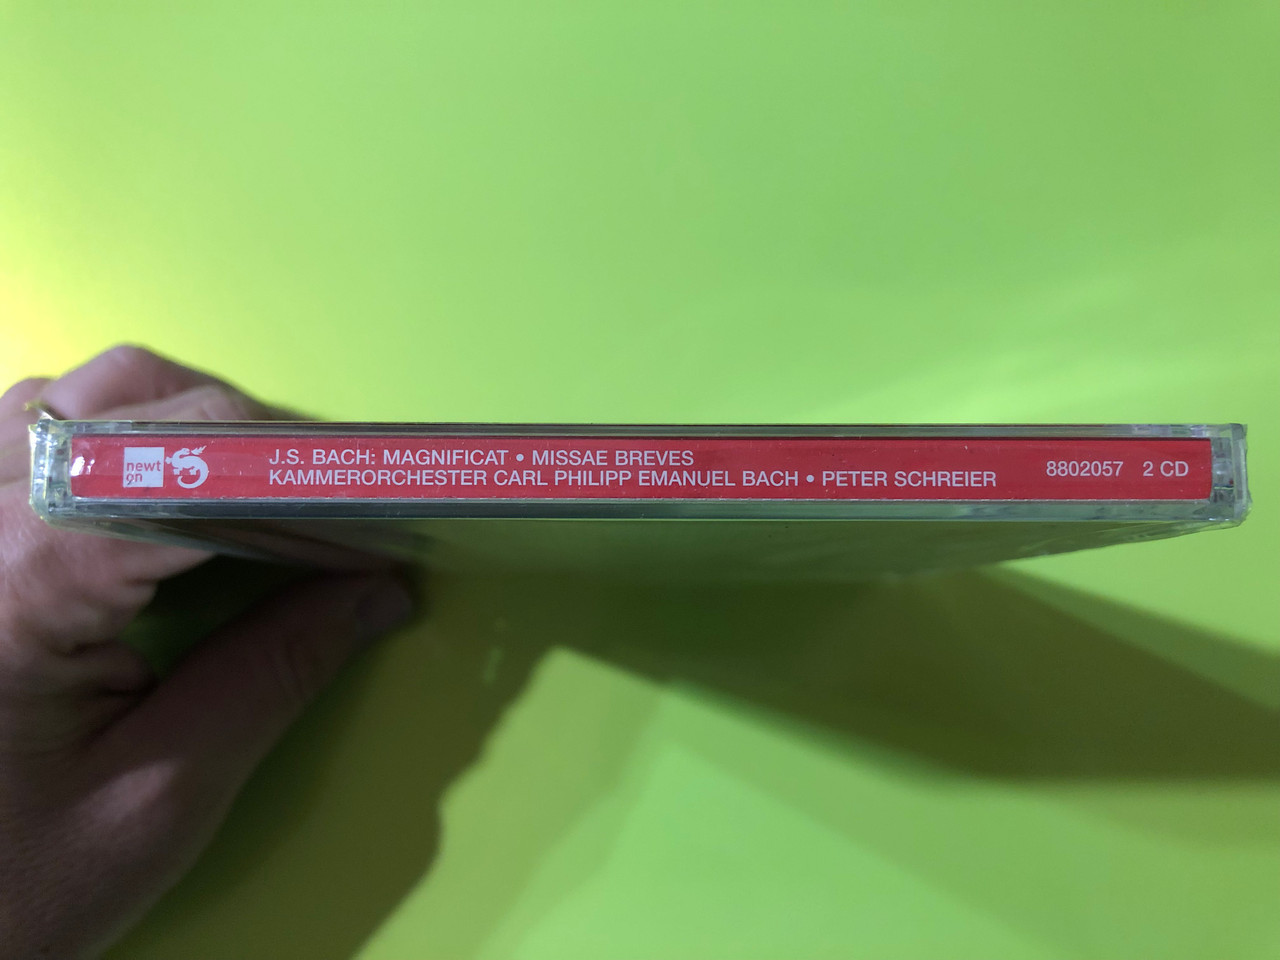 newt
on
J.S. BACH: MAGNIFICAT • MISSAE BREVES
KAMMERORCHESTER CARL PHILIPP EMANUEL BACH • PETER SCHREIER
8802057 2 CD